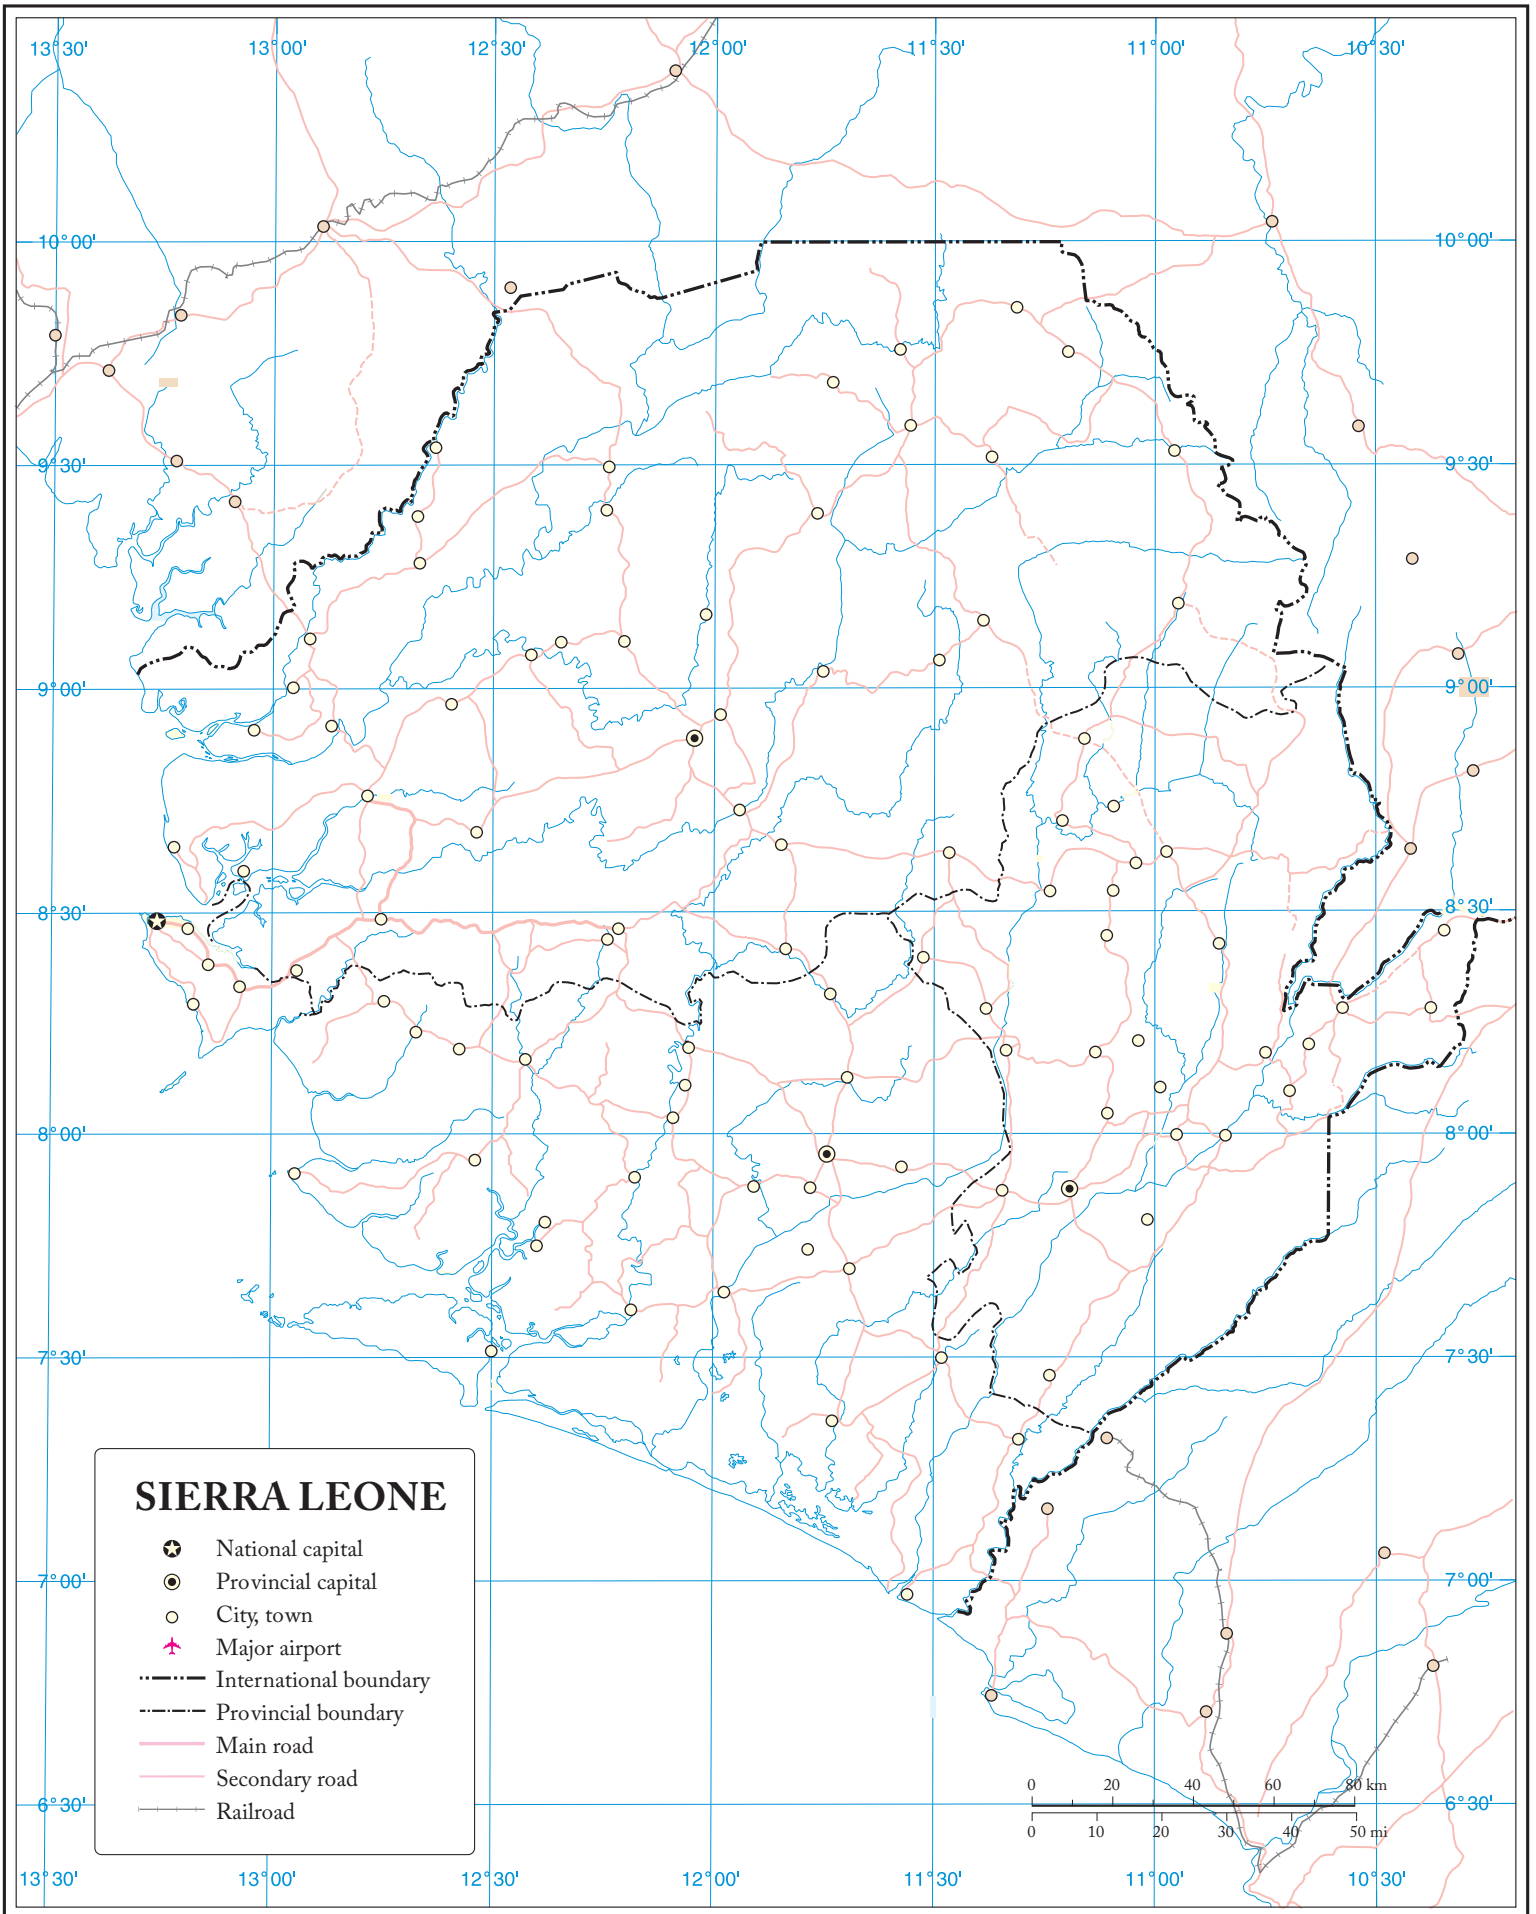 13°30' 13°00' 12°30' 12°00' 11°30' 11°00' 10°30'
10°00' 10°00'
9°30' 9°30'
9°00' 9°00'
8°30' 8°30'
8°00' 8°00'
7°30' 7°30'
7°00' 7°00'
6°30' 6°30'
SIERRA LEONE
National capital
Provincial capital
City, town
Major airport
International boundary
Provincial boundary
Main road
Secondary road
Railroad
0 20 40 60 80 km
0 10 20 30 40 50 mi
13°30' 13°00' 12°30' 12°00' 11°30' 11°00' 10°30'